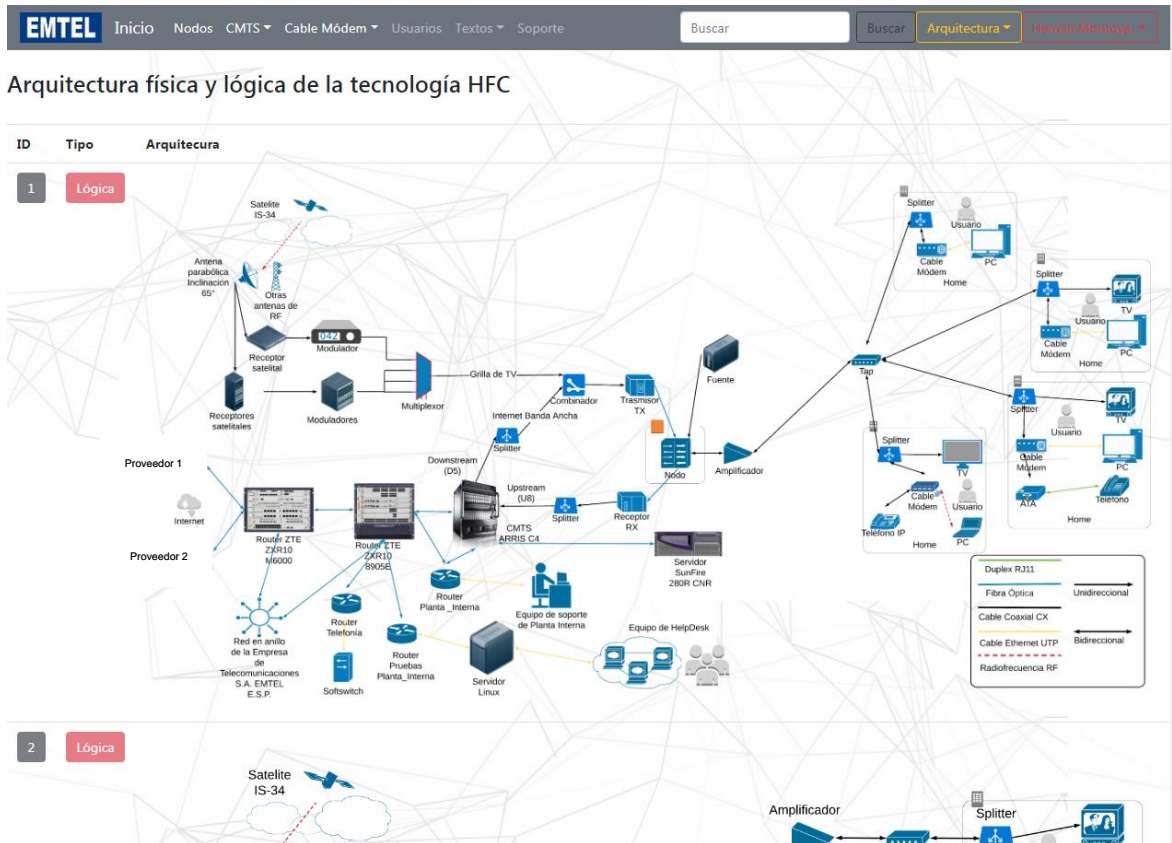 EMTEL Inicio Nodos CMTS Cable Módem Usuarios Textos Soporte Buscar Buscar Arquitectura Hernan Montoya
Arquitectura física y lógica de la tecnología HFC
ID Tipo Arquitecura
1 Lógica
Satelite
IS-34
Antena
parabólica
Inclinación
65°
Otras
antenas de
RF
Receptor
satelital
042
Modulador
Receptores
satelitales
Moduladores
Multiplexor
Grilla de TV
Combinador
Internet Banda Ancha
Splitter
Trasmisor
TX
Fuente
Nodo
Amplificador
Downstream
(D5)
Upstream
(U8)
Splitter
Receptor
RX
CMTS
ARRIS C4
Proveedor 1
Internet
Proveedor 2
Router ZTE
ZXR10
M6000
Router ZTE
ZXR10
8905E
Servidor
SunFire
280R CNR
Router
Planta _Interna
Equipo de soporte
de Planta Interna
Red en anillo
de la Empresa
de
Telecomunicaciones
S.A. EMTEL
E.S.P.
Router
Telefonía
Softswitch
Router
Pruebas
Planta_Interna
Servidor
Linux
Equipo de HelpDesk
Tap
Splitter
Usuario
Cable
Módem
PC
Home
Splitter
TV
Usuario
Cable
Módem
PC
Home
Splitter
TV
Usuario
Cable
Módem
PC
ATA
Teléfono
Home
Splitter
TV
Cable
Módem
Usuario
Teléfono IP
PC
Home
Duplex RJ11
Fibra Óptica
Unidireccional
Cable Coaxial CX
Cable Ethernet UTP
Bidireccional
Radiofrecuencia RF
2 Lógica
Satelite
IS-34
Amplificador
Splitter